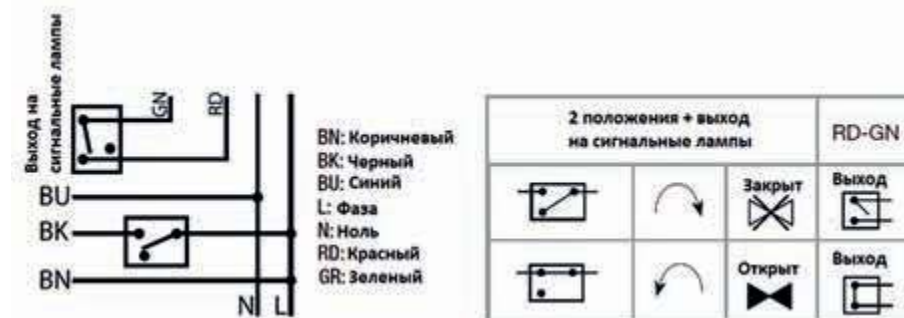 Выход на
сигнальные лампы
GN
RD
BU
BK
BN
N
L
BN: Коричневый
BK: Черный
BU: Синий
L: Фаза
N: Ноль
RD: Красный
GR: Зеленый
2 положения + выход
на сигнальные лампы
RD-GN
Закрыт
Выход
Открыт
Выход